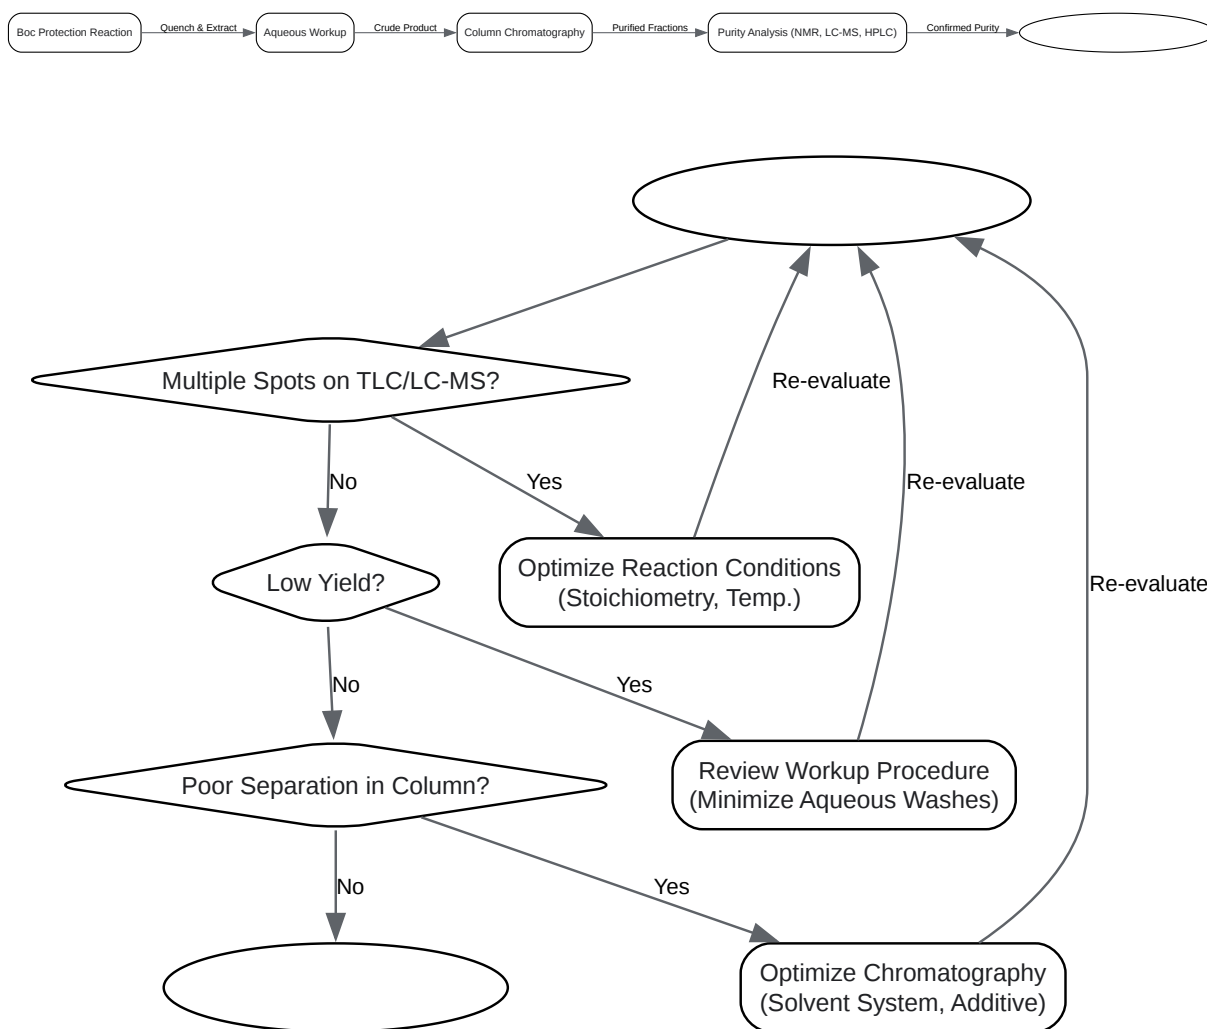 Boc Protection Reaction
Quench & Extract
Aqueous Workup
Crude Product
Column Chromatography
Purified Fractions
Purity Analysis (NMR, LC-MS, HPLC)
Confirmed Purity
Multiple Spots on TLC/LC-MS?
Re-evaluate
No
Yes
Re-evaluate
Low Yield?
Optimize Reaction Conditions
(Stoichiometry, Temp.)
Re-evaluate
No
Yes
Poor Separation in Column?
Review Workup Procedure
(Minimize Aqueous Washes)
No
Yes
Optimize Chromatography
(Solvent System, Additive)